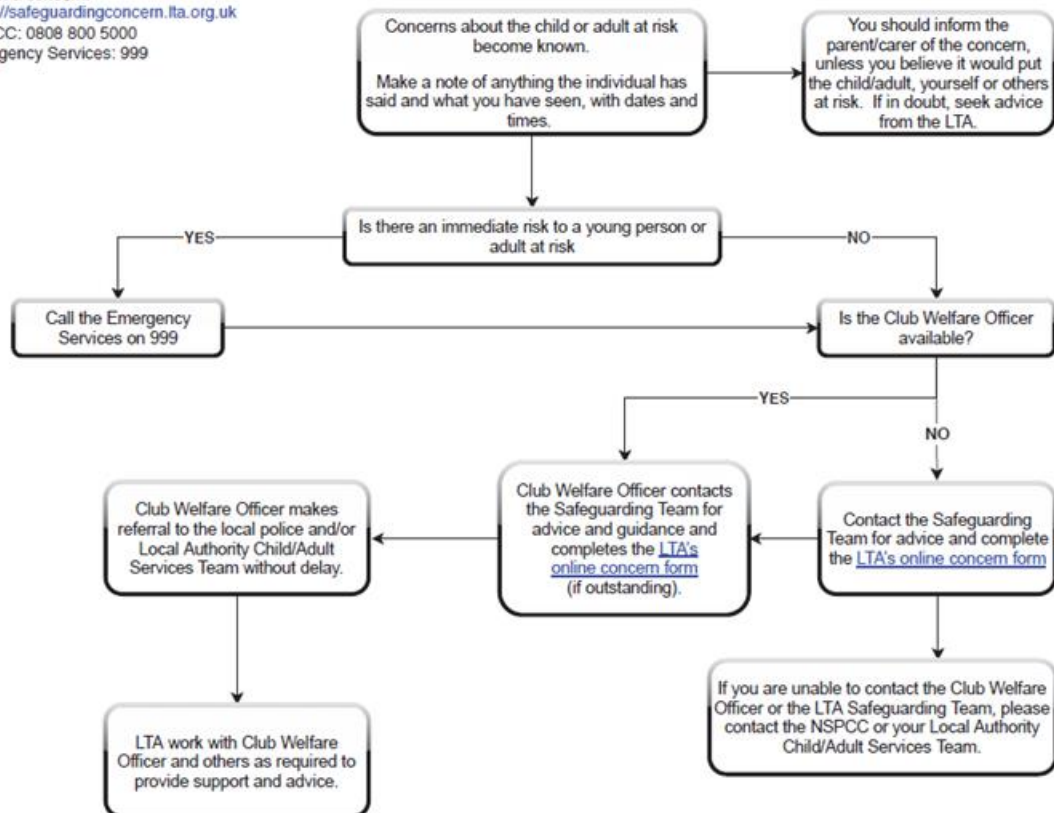 //safeguardingconcern.lta.org.uk
CC: 0808 800 5000
gency Services: 999
Concerns about the child or adult at risk
become known.
Make a note of anything the individual has
said and what you have seen, with dates and
times.
You should inform the
parent/carer of the concern,
unless you believe it would put
the child/adult, yourself or others
at risk. If in doubt, seek advice
from the LTA.
Is there an immediate risk to a young person or
adult at risk
YES
NO
Call the Emergency
Services on 999
Is the Club Welfare Officer
available?
YES
NO
Club Welfare Officer makes
referral to the local police and/or
Local Authority Child/Adult
Services Team without delay.
Club Welfare Officer contacts
the Safeguarding Team for
advice and guidance and
completes the LTA's
online concern form
(if outstanding).
Contact the Safeguarding
Team for advice and complete
the LTA's online concern form
LTA work with Club Welfare
Officer and others as required to
provide support and advice.
If you are unable to contact the Club Welfare
Officer or the LTA Safeguarding Team, please
contact the NSPCC or your Local Authority
Child/Adult Services Team.